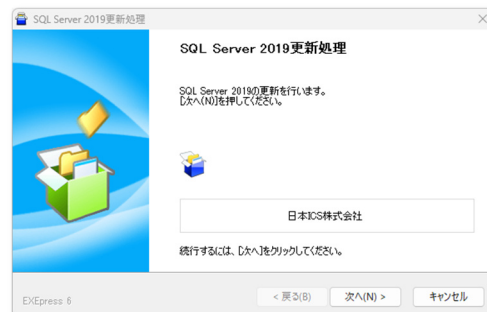 SQL Server 2019更新処理
SQL Server 2019更新処理
SQL Server 2019の更新を行います。
[次へ(N)]を押してください。
日本ICS株式会社
続行するには、[次へ]をクリックしてください。
EXEpress 6
< 戻る(B)
次へ(N) >
キャンセル